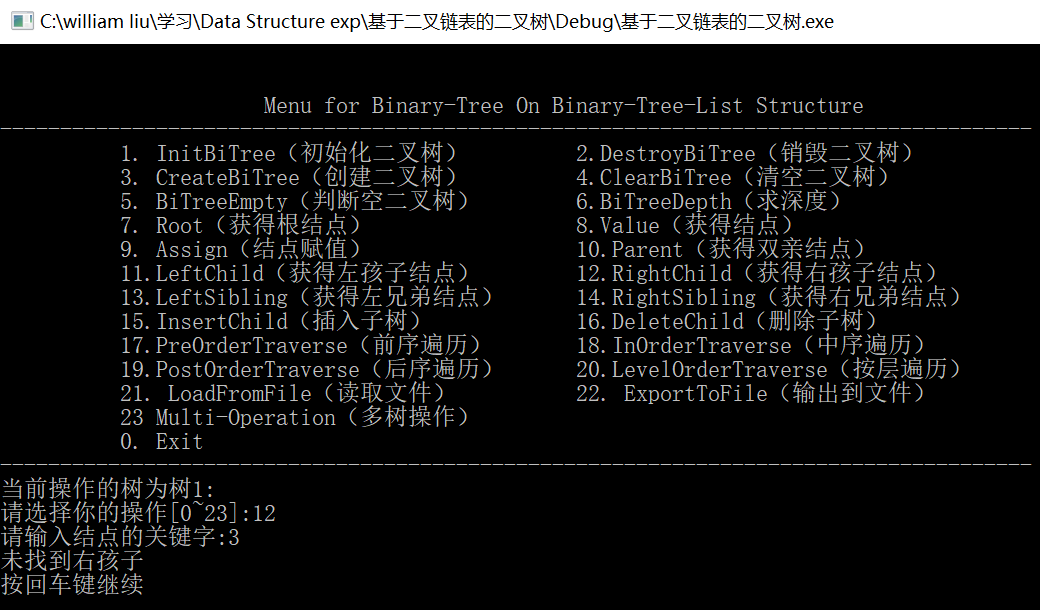 C:\william liu\学习\Data Structure exp\基于二叉链表的二叉树\Debug\基于二叉链表的二叉树.exe
Menu for Binary-Tree On Binary-Tree-List Structure
--------------------------------------------------------------------------------------
1. InitBiTree（初始化二叉树） 2.DestroyBiTree（销毁二叉树）
3. CreateBiTree（创建二叉树） 4.ClearBiTree（清空二叉树）
5. BiTreeEmpty（判断空二叉树） 6.BiTreeDepth（求深度）
7. Root（获得根结点） 8.Value（获得结点）
9. Assign（结点赋值） 10.Parent（获得双亲结点）
11.LeftChild（获得左孩子结点） 12.RightChild（获得右孩子结点）
13.LeftSibling（获得左兄弟结点） 14.RightSibling（获得右兄弟结点）
15.InsertChild（插入子树） 16.DeleteChild（删除子树）
17.PreOrderTraverse（前序遍历） 18.InOrderTraverse（中序遍历）
19.PostOrderTraverse（后序遍历） 20.LevelOrderTraverse（按层遍历）
21. LoadFromFile（读取文件） 22. ExportToFile（输出到文件）
23 Multi-Operation（多树操作）
0. Exit
--------------------------------------------------------------------------------------
当前操作的树为树1:
请选择你的操作[0~23]:12
请输入结点的关键字:3
未找到右孩子
按回车键继续